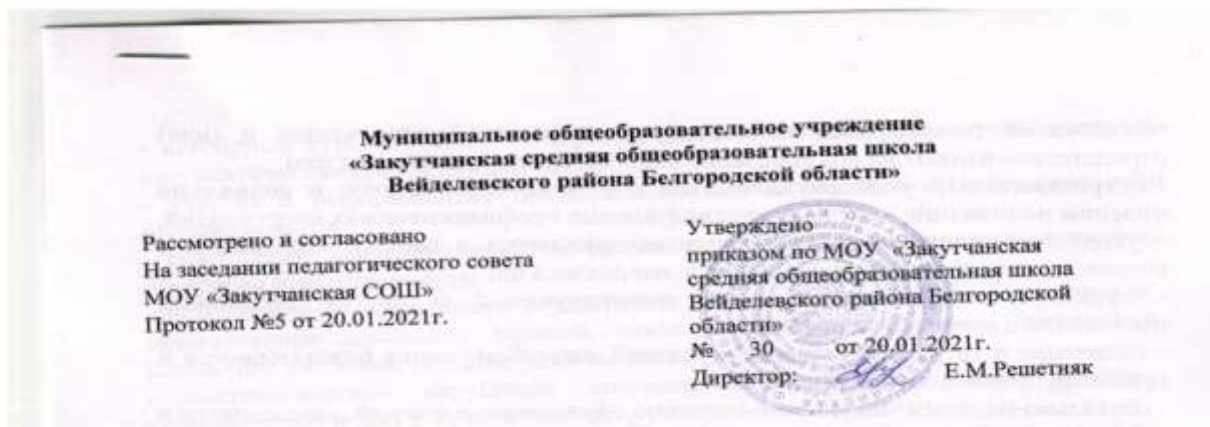 Муниципальное общеобразовательное учреждение
«Закутчанская средняя общеобразовательная школа
Вейделевского района Белгородской области»
Рассмотрено и согласовано
На заседании педагогического совета
МОУ «Закутчанская СОШ»
Протокол №5 от 20.01.2021г.
Утверждено
приказом по МОУ «Закутчанская
средняя общеобразовательная школа
Вейделевского района Белгородской
области»
№ 30 от 20.01.2021г.
Директор: Е.М.Решетняк